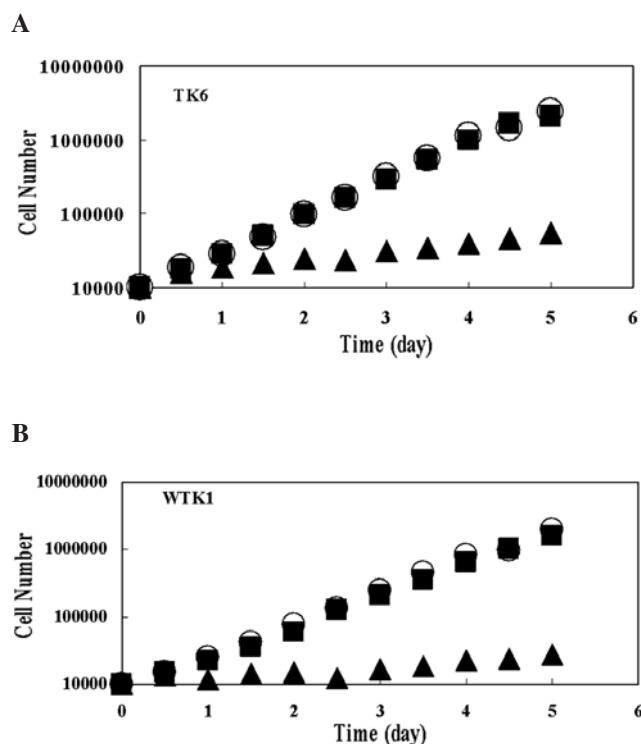 A
10000000
TK6
1000000
Cell Number
100000
10000
0 1 2 3 4 5 6
Time (day)
B
10000000
WTK1
1000000
Cell Number
100000
10000
0 1 2 3 4 5 6
Time (day)